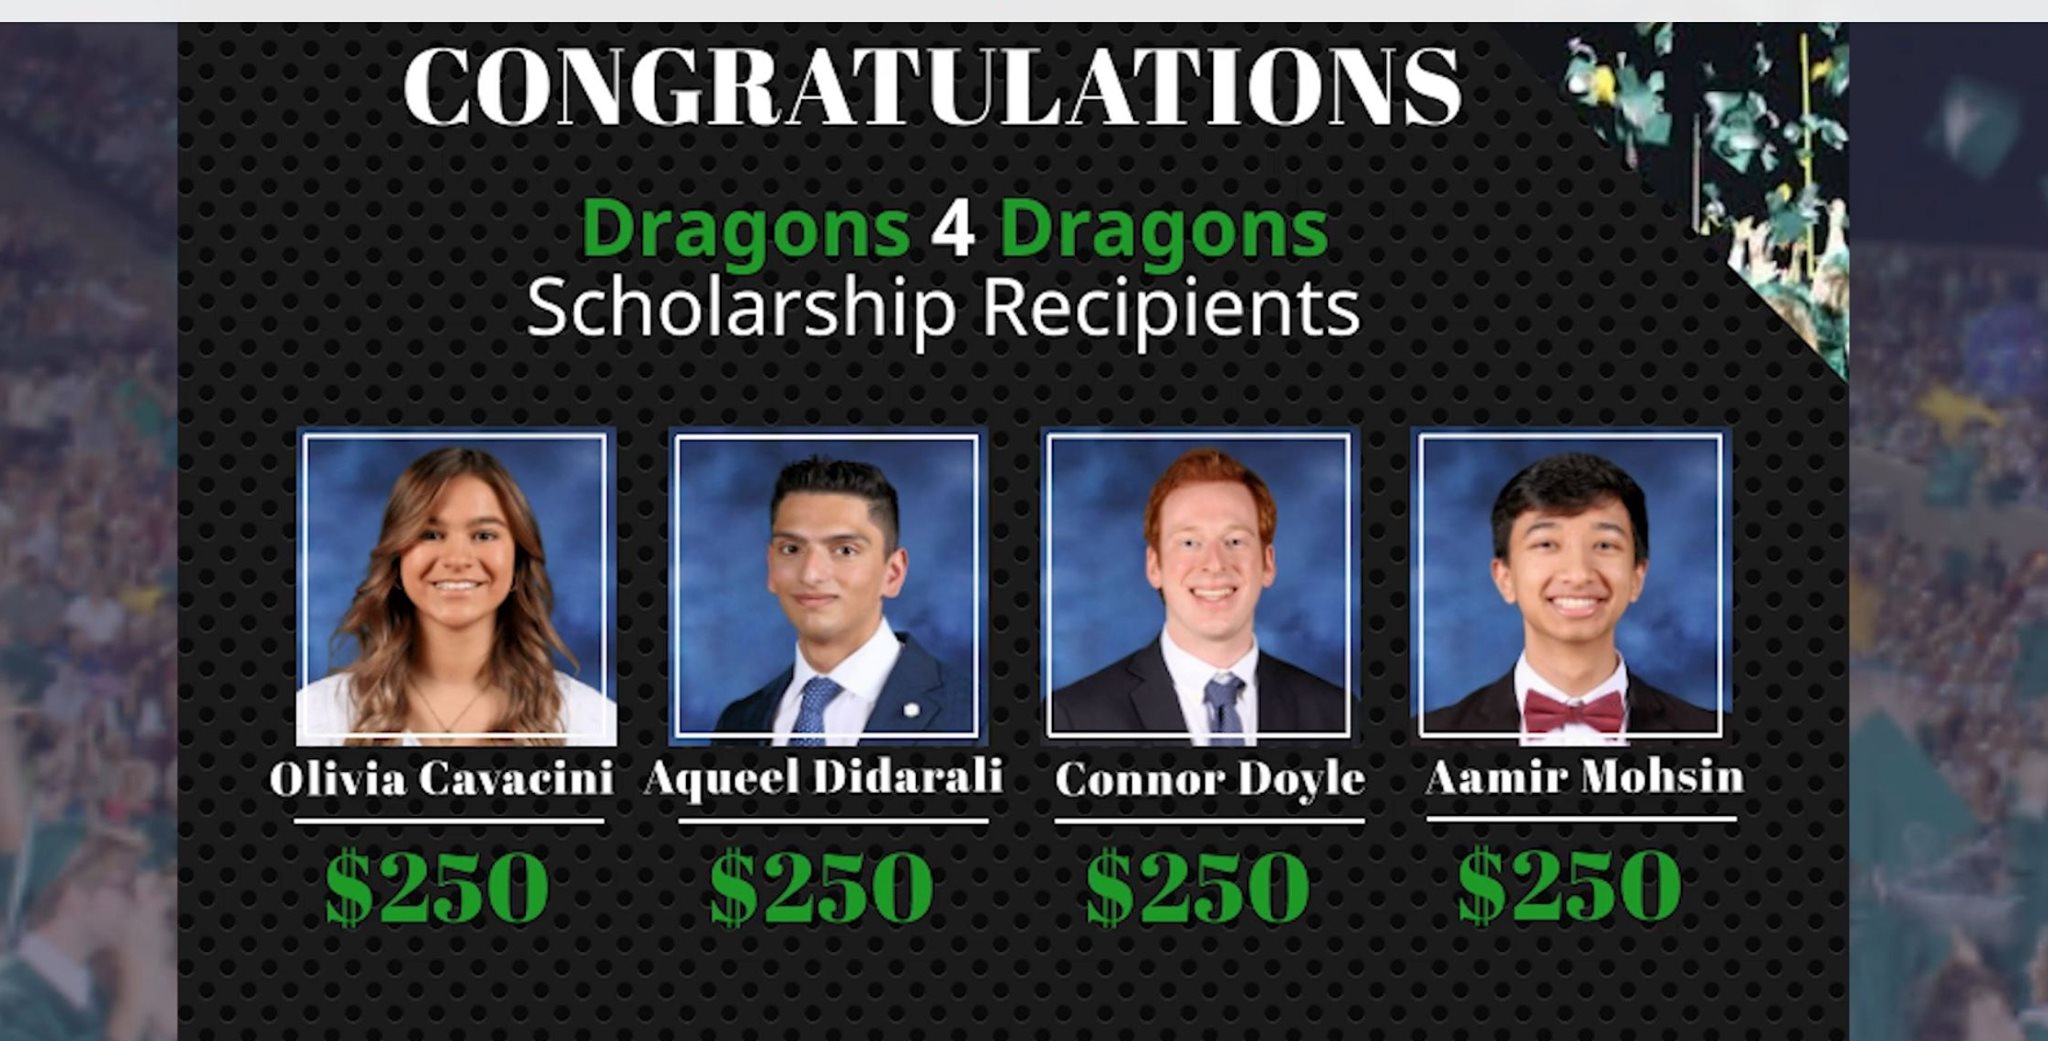 CONGRATULATIONS
Dragons 4 Dragons
Scholarship Recipients
Olivia Cavacini
Aqueel Didarali
Connor Doyle
Aamir Mohsin
$250
$250
$250
$250